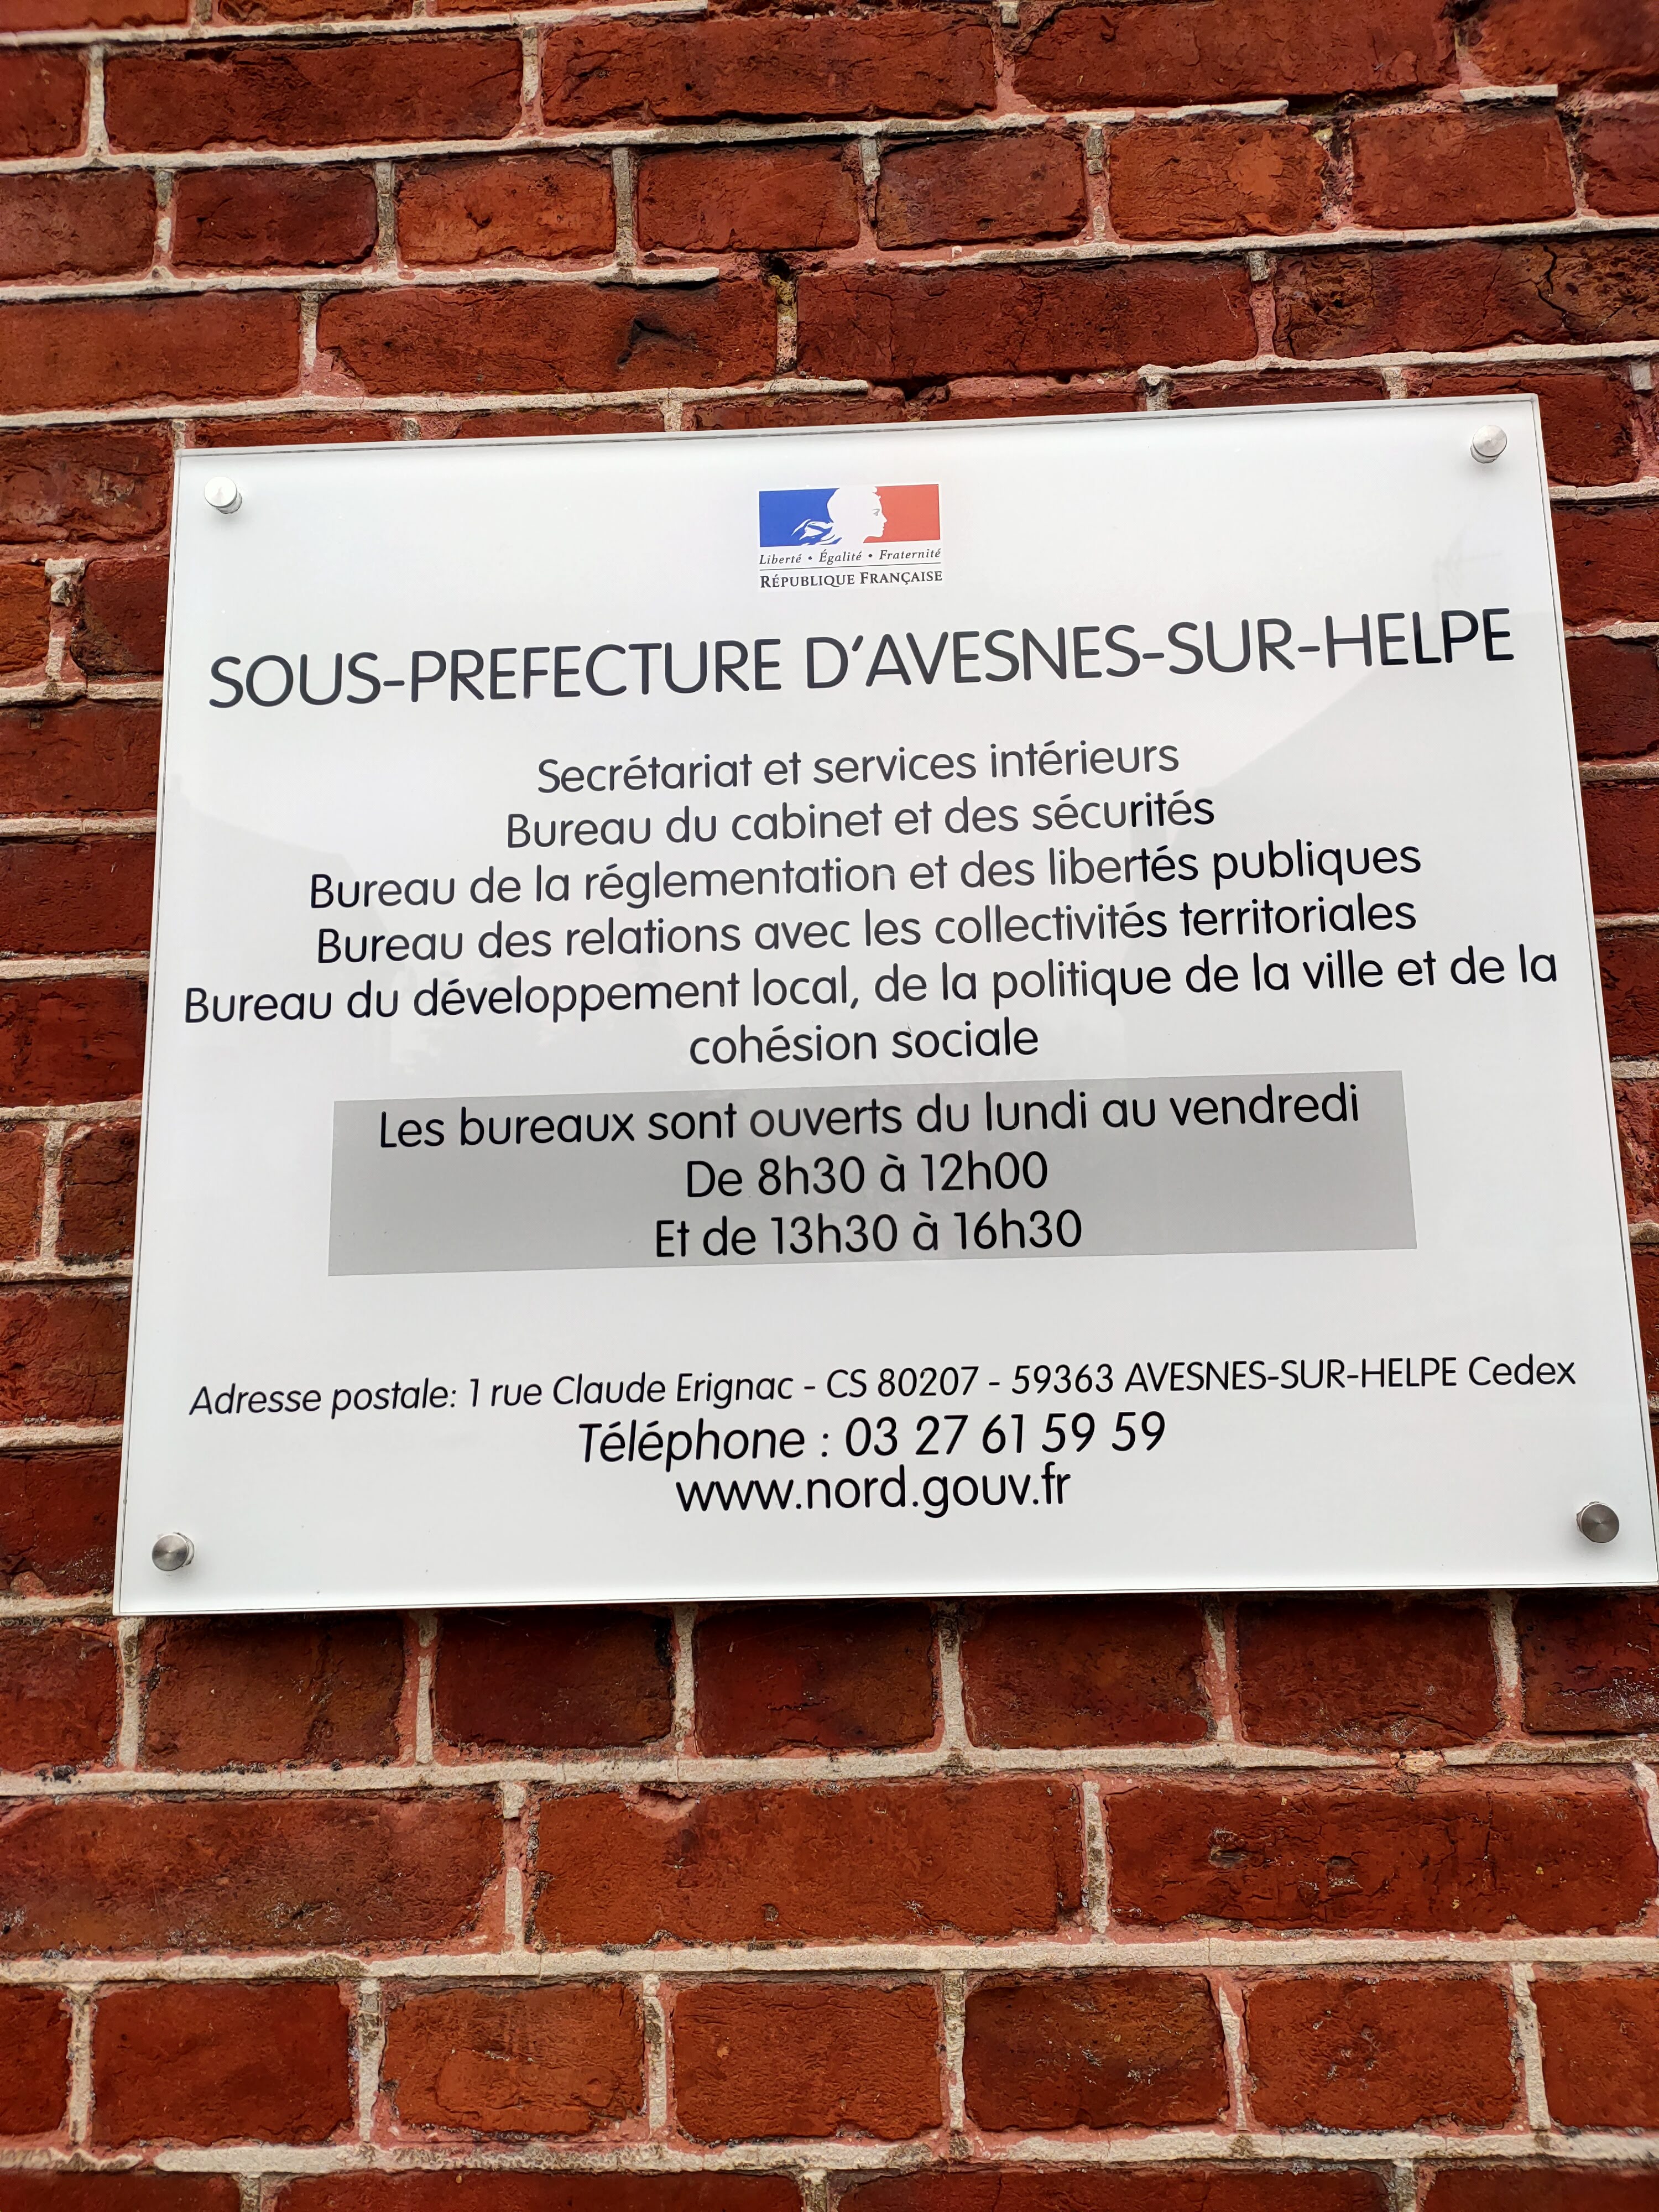 Liberté • Égalité • Fraternité
RÉPUBLIQUE FRANÇAISE
SOUS-PREFECTURE D'AVESNES-SUR-HELPE
Secrétariat et services intérieurs
Bureau du cabinet et des sécurités
Bureau de la réglementation et des libertés publiques
Bureau des relations avec les collectivités territoriales
Bureau du développement local, de la politique de la ville et de la
cohésion sociale
Les bureaux sont ouverts du lundi au vendredi
De 8h30 à 12h00
Et de 13h30 à 16h30
Adresse postale: 1 rue Claude Erignac - CS 80207 - 59363 AVESNES-SUR-HELPE Cedex
Téléphone : 03 27 61 59 59
www.nord.gouv.fr